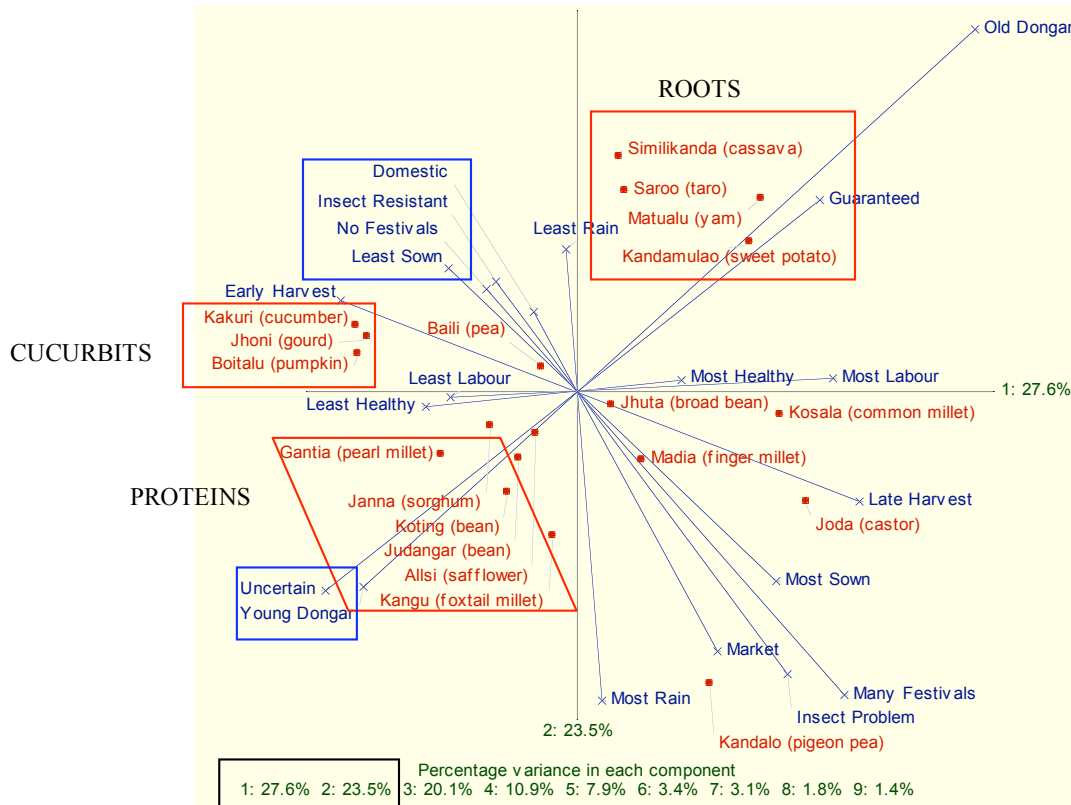 Old Dongar
ROOTS
Similikanda (cassava)
Domestic
Saroo (taro)
Insect Resistant
Guaranteed
Matualu (yam)
No Festivals
Least Rain
Least Sown
Kandamulao (sweet potato)
Early Harvest
Kakuri (cucumber)
Baili (pea)
Jhoni (gourd)
CUCURBITS
Boitalu (pumpkin)
Least Labour
Most Healthy
Most Labour
1: 27.6%
Least Healthy
Jhuta (broad bean)
Kosala (common millet)
Gantia (pearl millet)
Madia (finger millet)
PROTEINS
Janna (sorghum)
Late Harvest
Koting (bean)
Joda (castor)
Judangar (bean)
Allsi (safflower)
Most Sown
Uncertain
Kangu (foxtail millet)
Young Dongar
Market
Most Rain
Many Festivals
Insect Problem
2: 23.5%
Kandalo (pigeon pea)
Percentage variance in each component
1: 27.6% 2: 23.5% 3: 20.1% 4: 10.9% 5: 7.9% 6: 3.4% 7: 3.1% 8: 1.8% 9: 1.4%